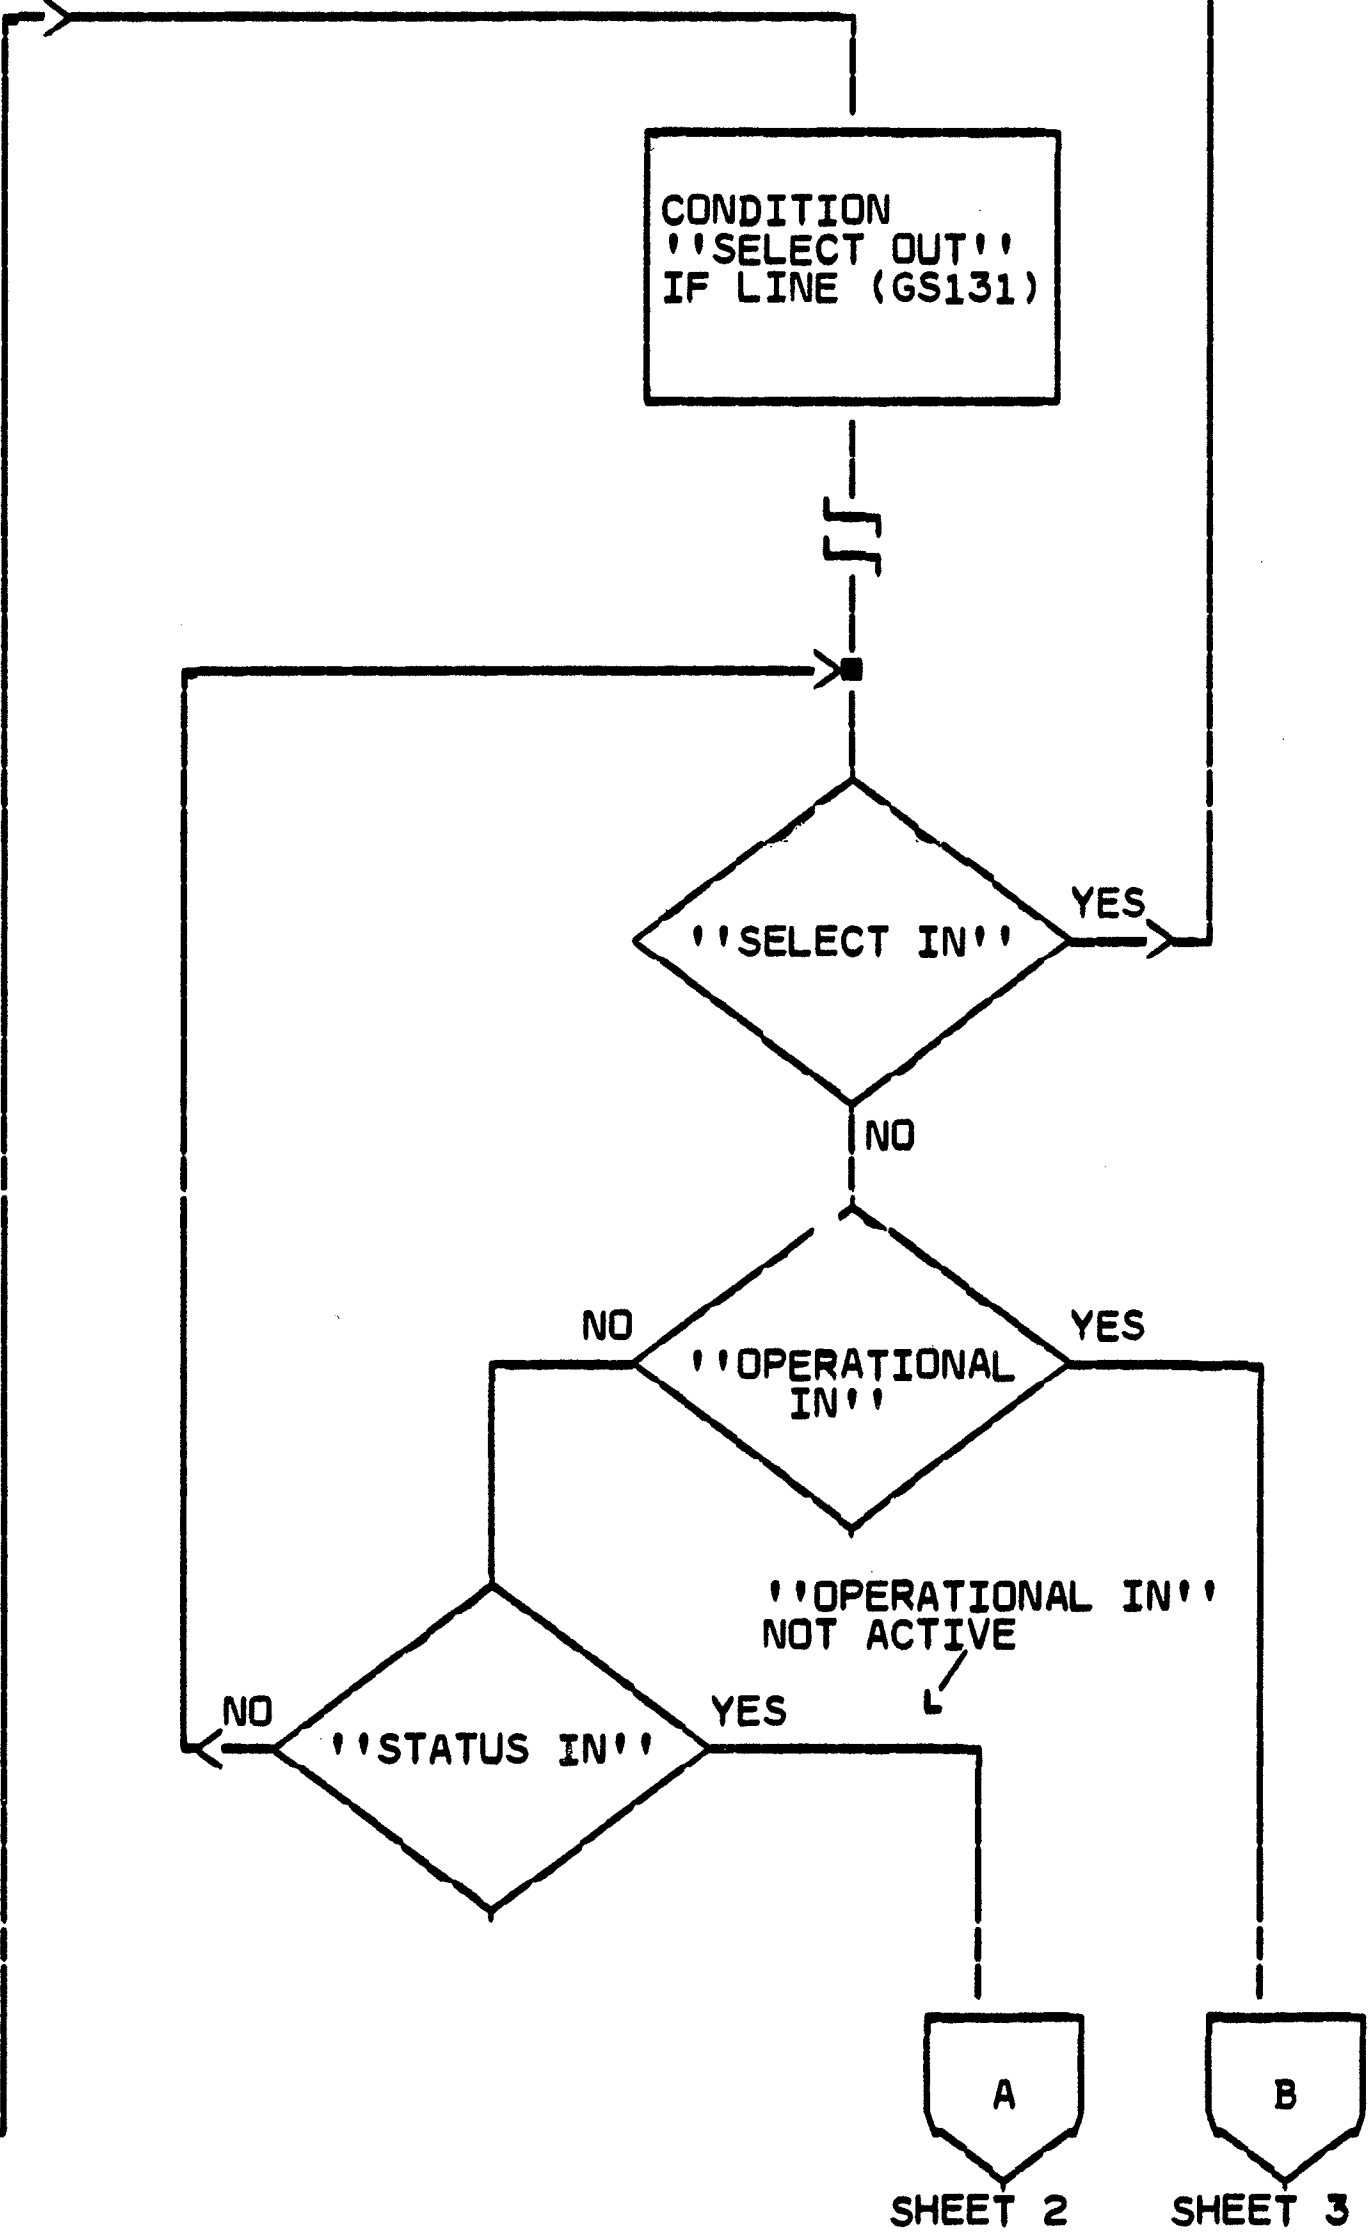 CONDITION
''SELECT OUT''
IF LINE (GS131)
YES
''SELECT IN''
NO
NO
YES
''OPERATIONAL
IN''
''OPERATIONAL IN''
NOT ACTIVE
NO
YES
''STATUS IN''
A
B
SHEET 2
SHEET 3